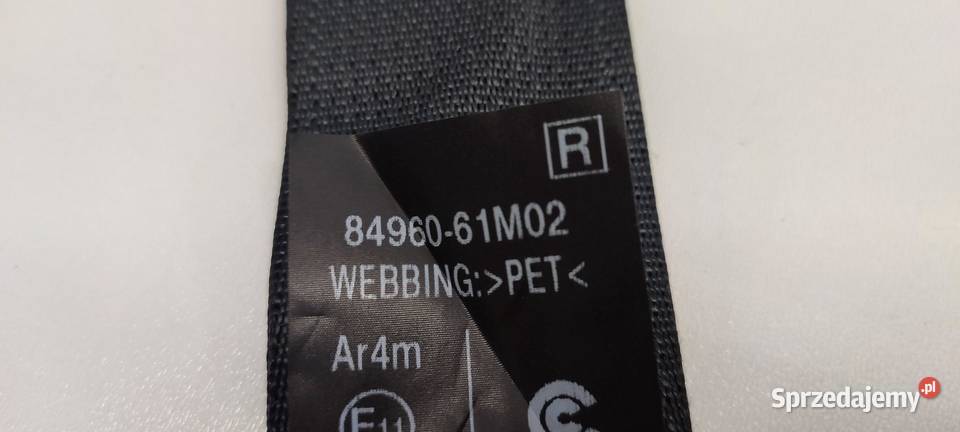 R
84960-61M02
WEBBING:>PET<
Ar4m
E11
Sprzedajemy.pl